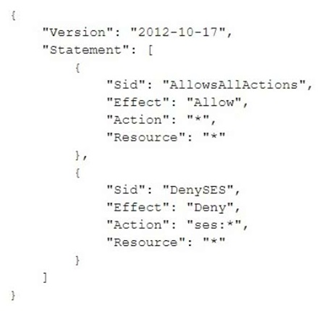 {
    "Version": "2012-10-17",
    "Statement": [
        {
            "Sid": "AllowsAllActions",
            "Effect": "Allow",
            "Action": "*",
            "Resource": "*"
        },
        {
            "Sid": "DenySES",
            "Effect": "Deny",
            "Action": "ses:*",
            "Resource": "*"
        }
    ]
}